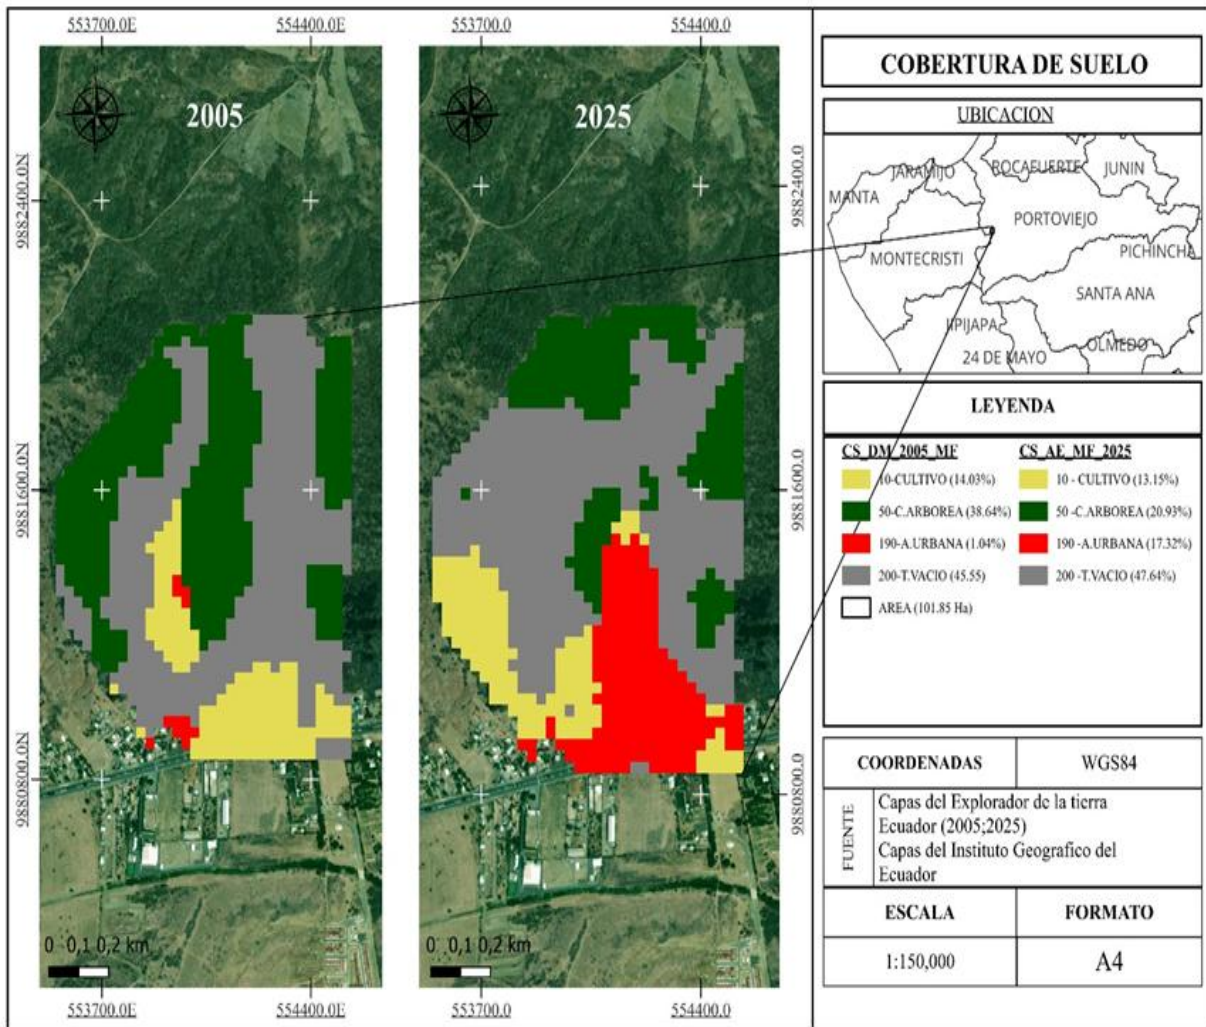 553700.0E
554400.0E
553700.0
554400.0
2005
2025
9882400.0N
9881600.0N
9880800.0N
9882400.0
9881600.0
9880800.0
0 0,1 0,2 km
0 0,1 0,2 km
553700.0E
554400.0E
553700.0
554400.0
COBERTURA DE SUELO
UBICACION
JARAMIJO
ROCAFUERTE
JUNIN
MANTA
PORTOVIEJO
MONTECRISTI
PICHINCHA
SANTA ANA
JIPIJAPA
24 DE MAYO
OLMEDO
LEYENDA
CS_DM_2005_MF
10-CULTIVO (14.03%)
50-C.ARBOREA (38.64%)
190-A.URBANA (1.04%)
200-T.VACIO (45.55)
AREA (101.85 Ha)
CS_AE_MF_2025
10 - CULTIVO (13.15%)
50 -C.ARBOREA (20.93%)
190 -A.URBANA (17.32%)
200 -T.VACIO (47.64%)
COORDENADAS
WGS84
FUENTE
Capas del Explorador de la tierra
Ecuador (2005;2025)
Capas del Instituto Geografico del
Ecuador
ESCALA
FORMATO
1:150,000
A4